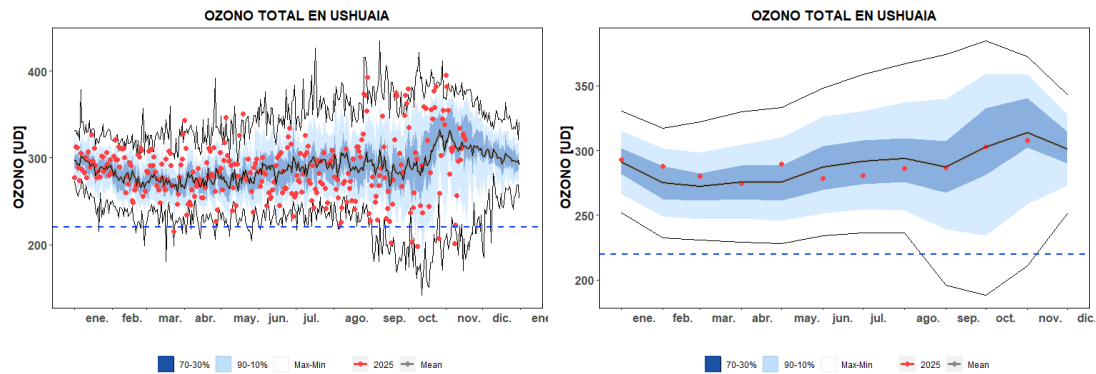 OZONO TOTAL EN USHUAIA
OZONO [UD]
400
300
200
ene. feb. mar. abr. may. jun. jul. ago. sep. oct. nov. dic. ene
70-30% 90-10% Max-Min 2025 Mean
OZONO TOTAL EN USHUAIA
OZONO [UD]
350
300
250
200
ene. feb. mar. abr. may. jun. jul. ago. sep. oct. nov. dic.
70-30% 90-10% Max-Min 2025 Mean